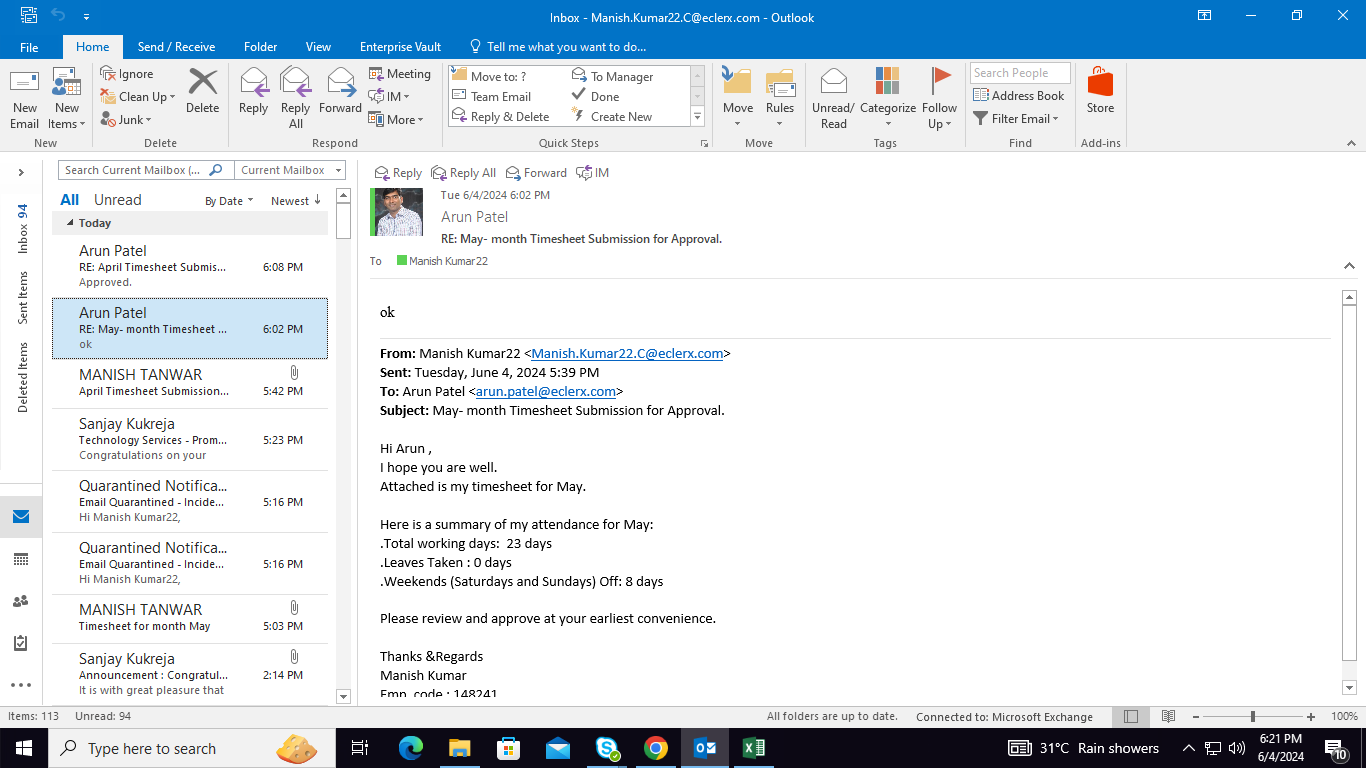 Inbox - Manish.Kumar22.C@eclerx.com - Outlook
File Home Send / Receive Folder View Enterprise Vault Tell me what you want to do...
New Email
New Items
New
Ignore
Clean Up
Junk
Delete
Delete
Reply
Reply All
Forward
Meeting
IM
More
Respond
Move to: ?
Team Email
Reply & Delete
To Manager
Done
Create New
Quick Steps
Move
Rules
Move
Unread/ Read
Categorize
Follow Up
Tags
Search People
Address Book
Filter Email
Find
Store
Add-ins
Inbox 94
Sent Items
Deleted Items
Search Current Mailbox (...
Current Mailbox
All Unread By Date Newest
Today
Arun Patel
RE: April Timesheet Submis... 6:08 PM
Approved.
Arun Patel
RE: May- month Timesheet ... 6:02 PM
ok
MANISH TANWAR
April Timesheet Submission... 5:42 PM
Sanjay Kukreja
Technology Services - Prom... 5:23 PM
Congratulations on your
Quarantined Notifica...
Email Quarantined - Incide... 5:16 PM
Hi Manish Kumar22,
Quarantined Notifica...
Email Quarantined - Incide... 5:16 PM
Hi Manish Kumar22,
MANISH TANWAR
Timesheet for month May 5:03 PM
Sanjay Kukreja
Announcement : Congratul... 2:14 PM
It is with great pleasure that
Reply Reply All Forward IM
Tue 6/4/2024 6:02 PM
Arun Patel
RE: May- month Timesheet Submission for Approval.
To Manish Kumar22
ok
From: Manish Kumar22 <Manish.Kumar22.C@eclerx.com>
Sent: Tuesday, June 4, 2024 5:39 PM
To: Arun Patel <arun.patel@eclerx.com>
Subject: May- month Timesheet Submission for Approval.
Hi Arun ,
I hope you are well.
Attached is my timesheet for May.
Here is a summary of my attendance for May:
.Total working days:  23 days
.Leaves Taken : 0 days
.Weekends (Saturdays and Sundays) Off: 8 days
Please review and approve at your earliest convenience.
Thanks &Regards
Manish Kumar
Emp. code : 148241
Items: 113 Unread: 94 All folders are up to date. Connected to: Microsoft Exchange 100%
Type here to search
31°C Rain showers
6:21 PM
6/4/2024
10